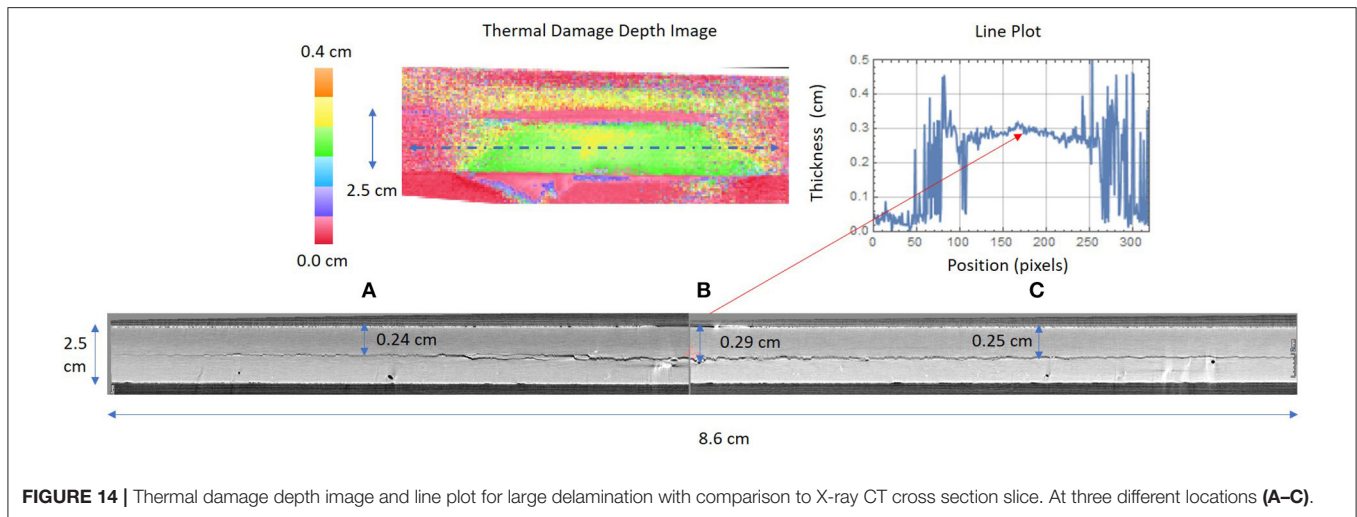 Thermal Damage Depth Image
Line Plot
0.4 cm
2.5 cm
0.0 cm
0.5
0.4
0.3
0.2
0.1
0.0
Thickness (cm)
0 50 100 150 200 250 300
Position (pixels)
A B C
2.5
cm
0.24 cm
0.29 cm
0.25 cm
8.6 cm
FIGURE 14 | Thermal damage depth image and line plot for large delamination with comparison to X-ray CT cross section slice. At three different locations (A–C).